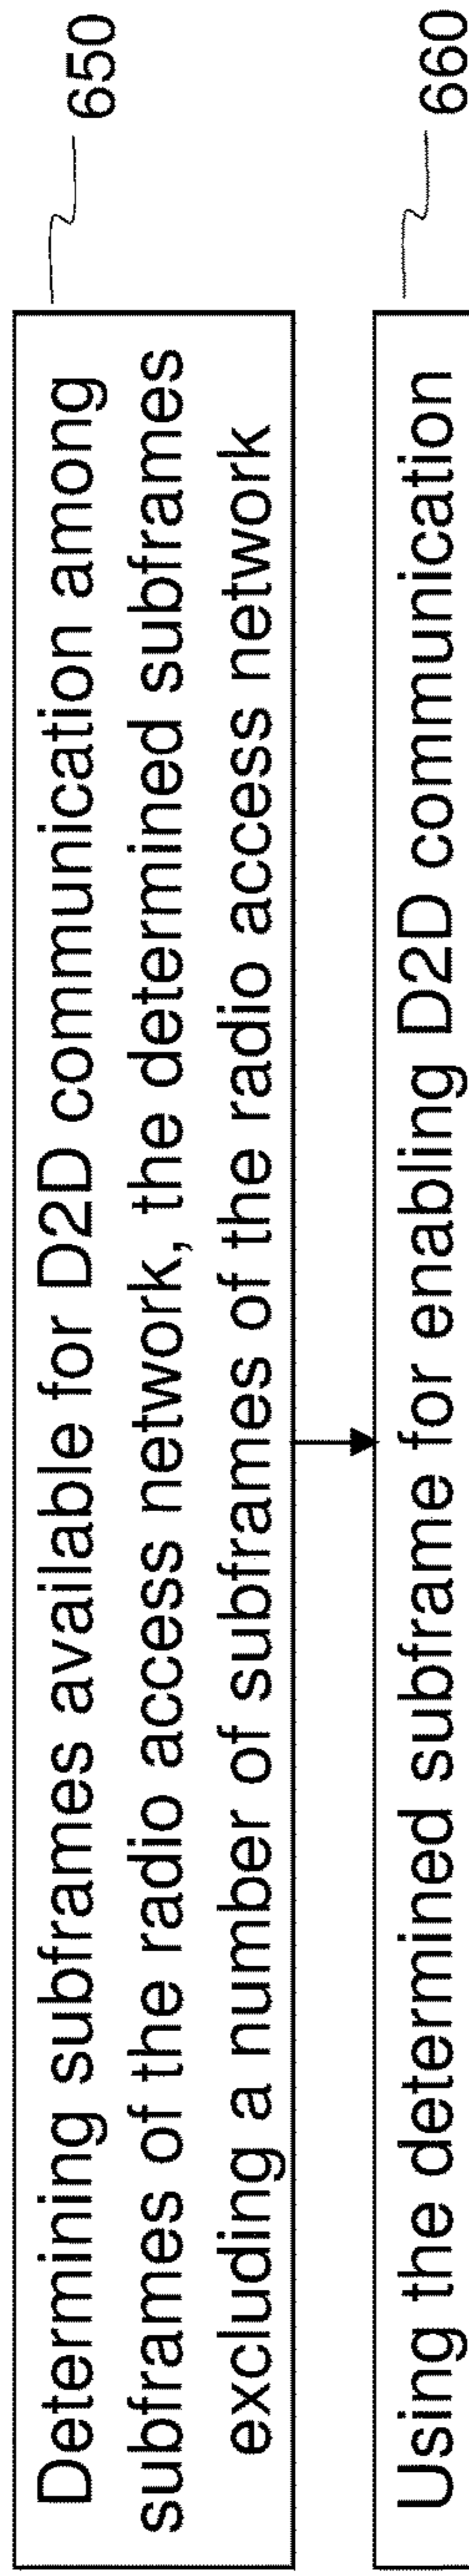 Determining subframes available for D2D communication among
subframes of the radio access network, the determined subframes
excluding a number of subframes of the radio access network
650
Using the determined subframe for enabling D2D communication
660